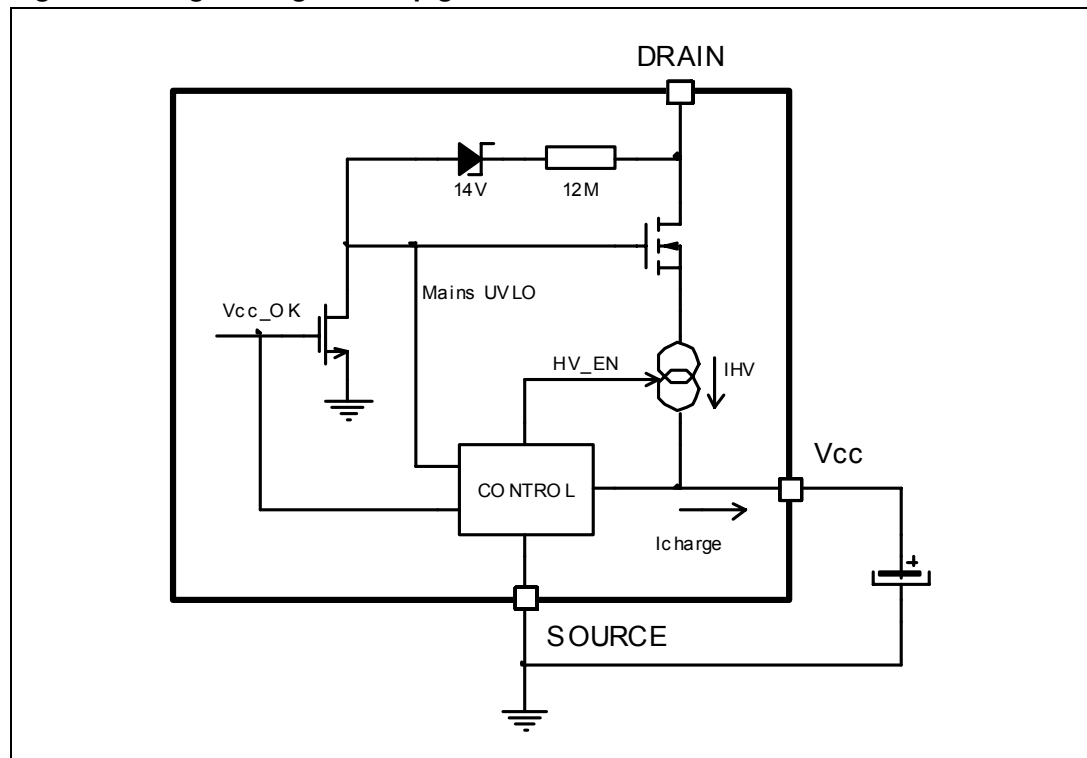 DRAIN
14V
12M
Mains UVLO
Vcc_OK
HV_EN
IHV
Vcc
CONTROL
Icharge
+
SOURCE